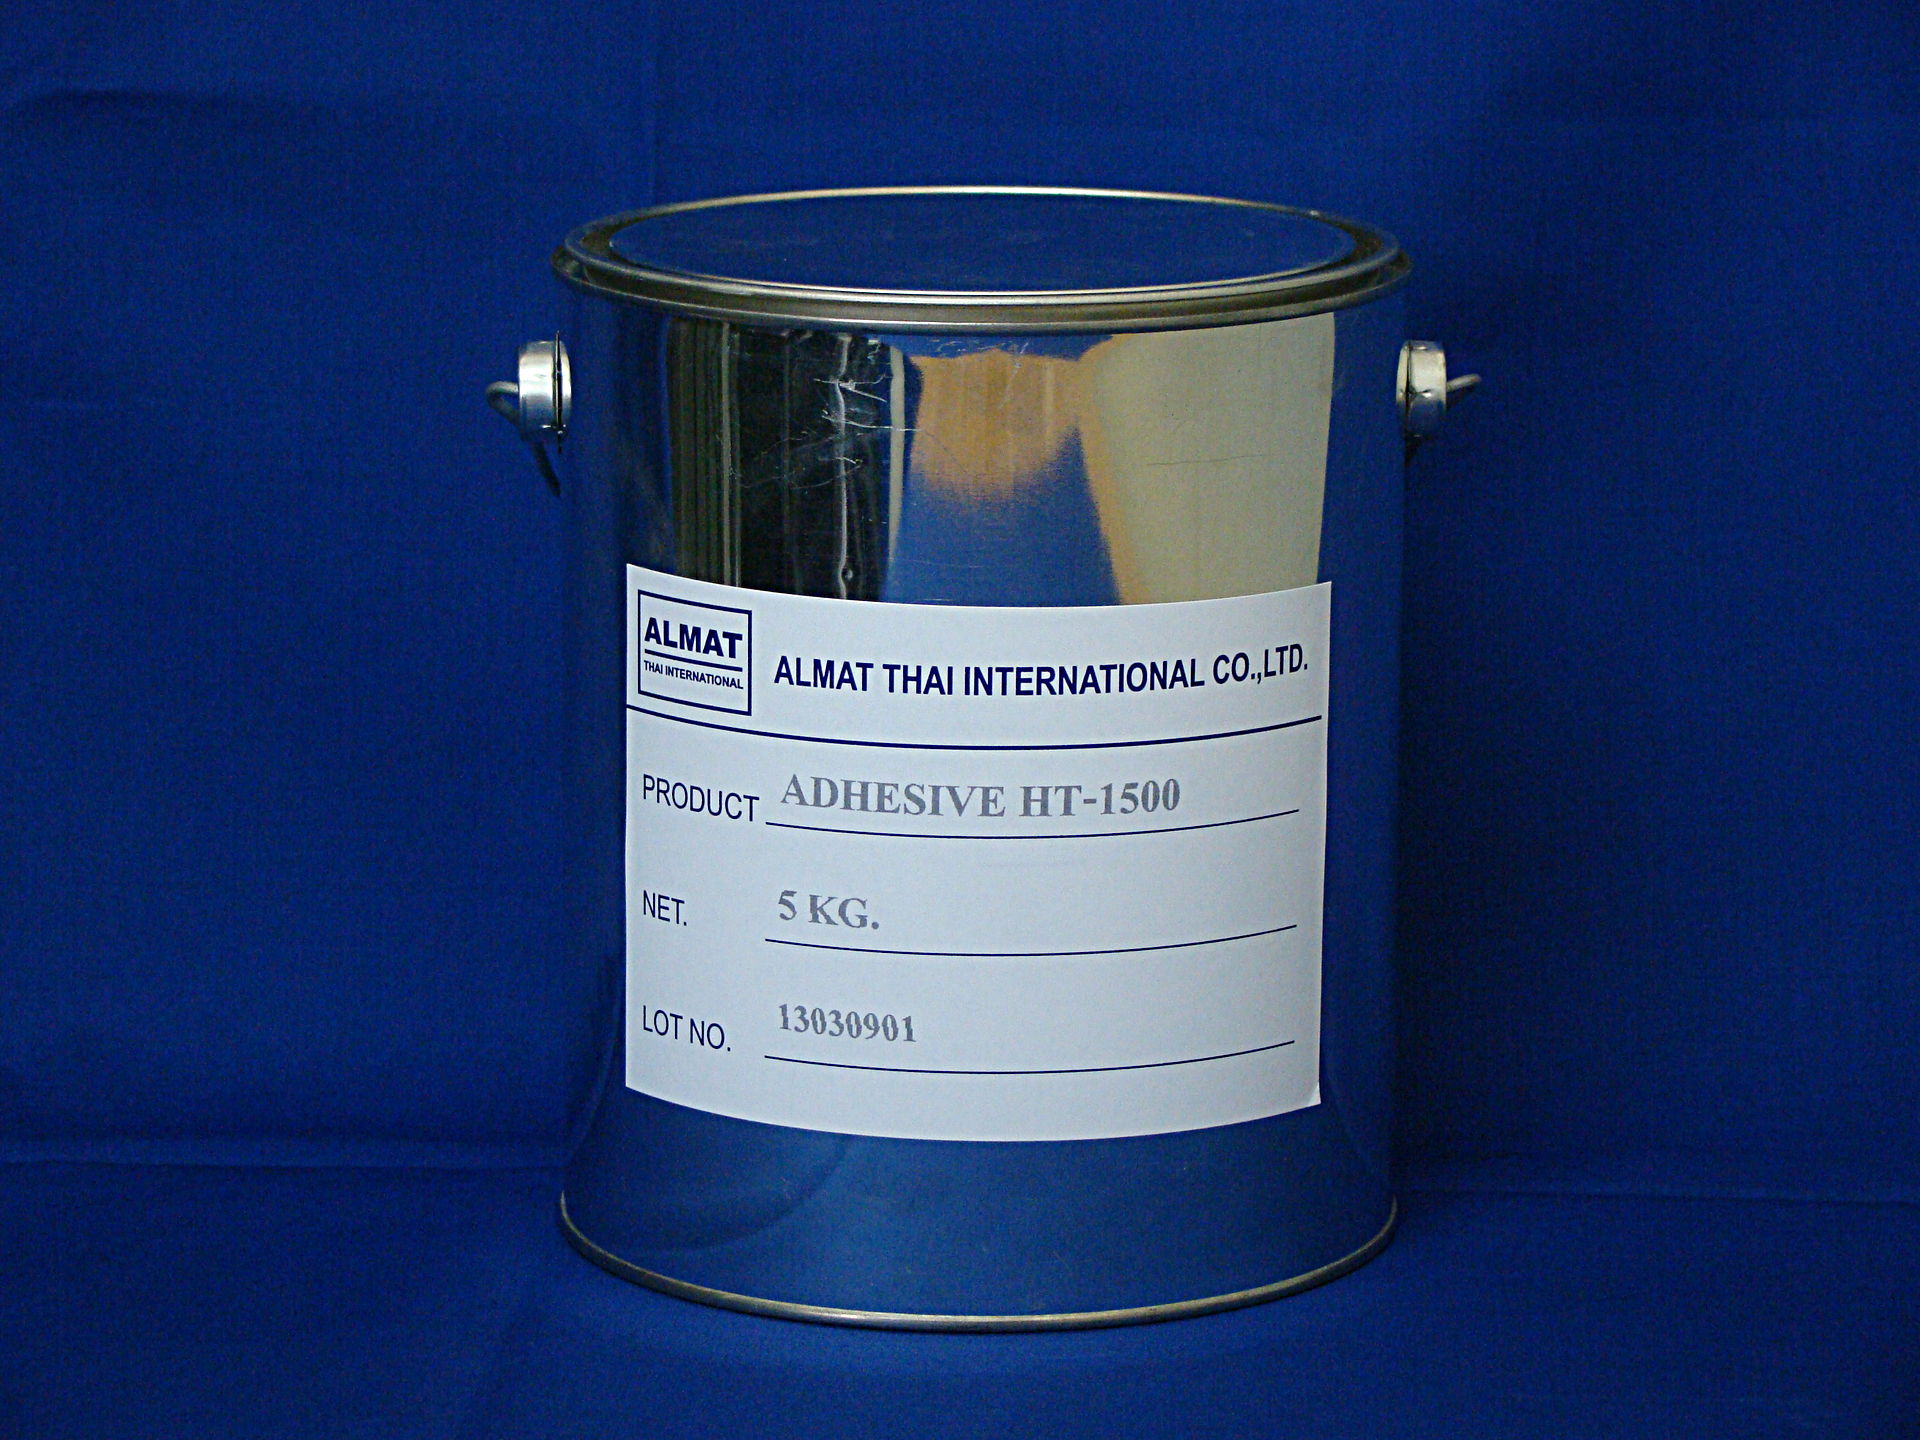 ALMAT
THAI INTERNATIONAL
ALMAT THAI INTERNATIONAL CO.,LTD.
PRODUCT ADHESIVE HT-1500
NET. 5 KG.
LOT NO. 13030901